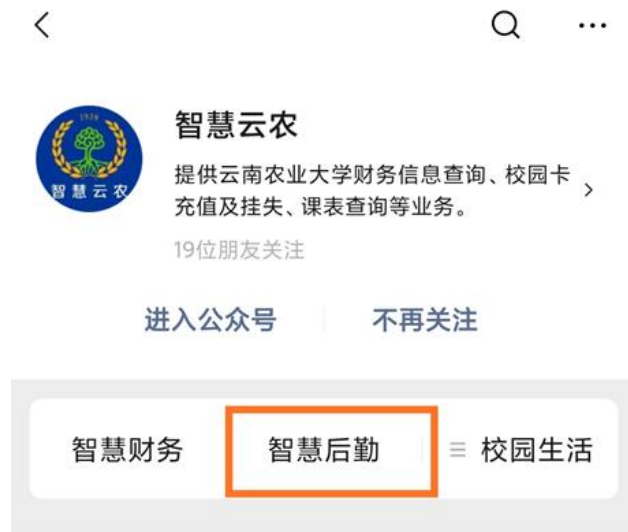 1938
智慧云农
智慧云农
提供云南农业大学财务信息查询、校园卡
充值及挂失、课表查询等业务。
19位朋友关注
进入公众号 不再关注
智慧财务 智慧后勤 校园生活